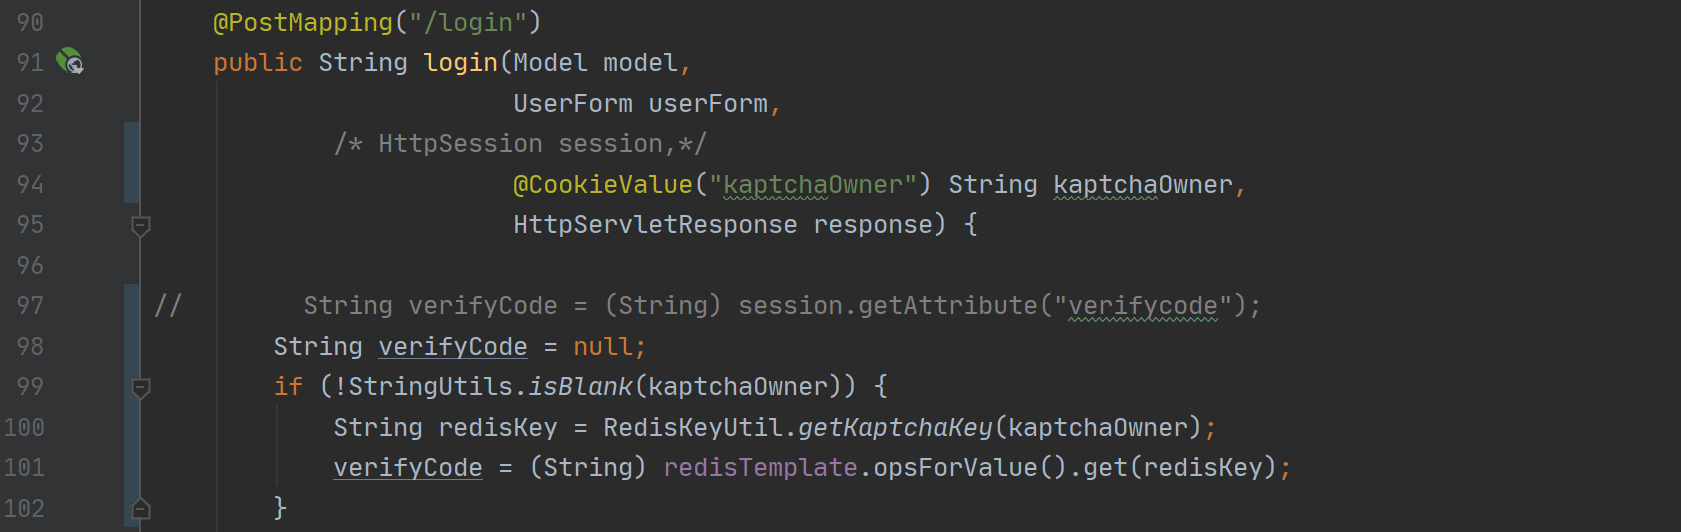 90 @PostMapping("/login")
91 public String login(Model model,
92 UserForm userForm,
93 /* HttpSession session,*/
94 @CookieValue("kaptchaOwner") String kaptchaOwner,
95 HttpServletResponse response) {
96
97 // String verifyCode = (String) session.getAttribute("verifycode");
98 String verifyCode = null;
99 if (!StringUtils.isBlank(kaptchaOwner)) {
100 String redisKey = RedisKeyUtil.getKaptchaKey(kaptchaOwner);
101 verifyCode = (String) redisTemplate.opsForValue().get(redisKey);
102 }